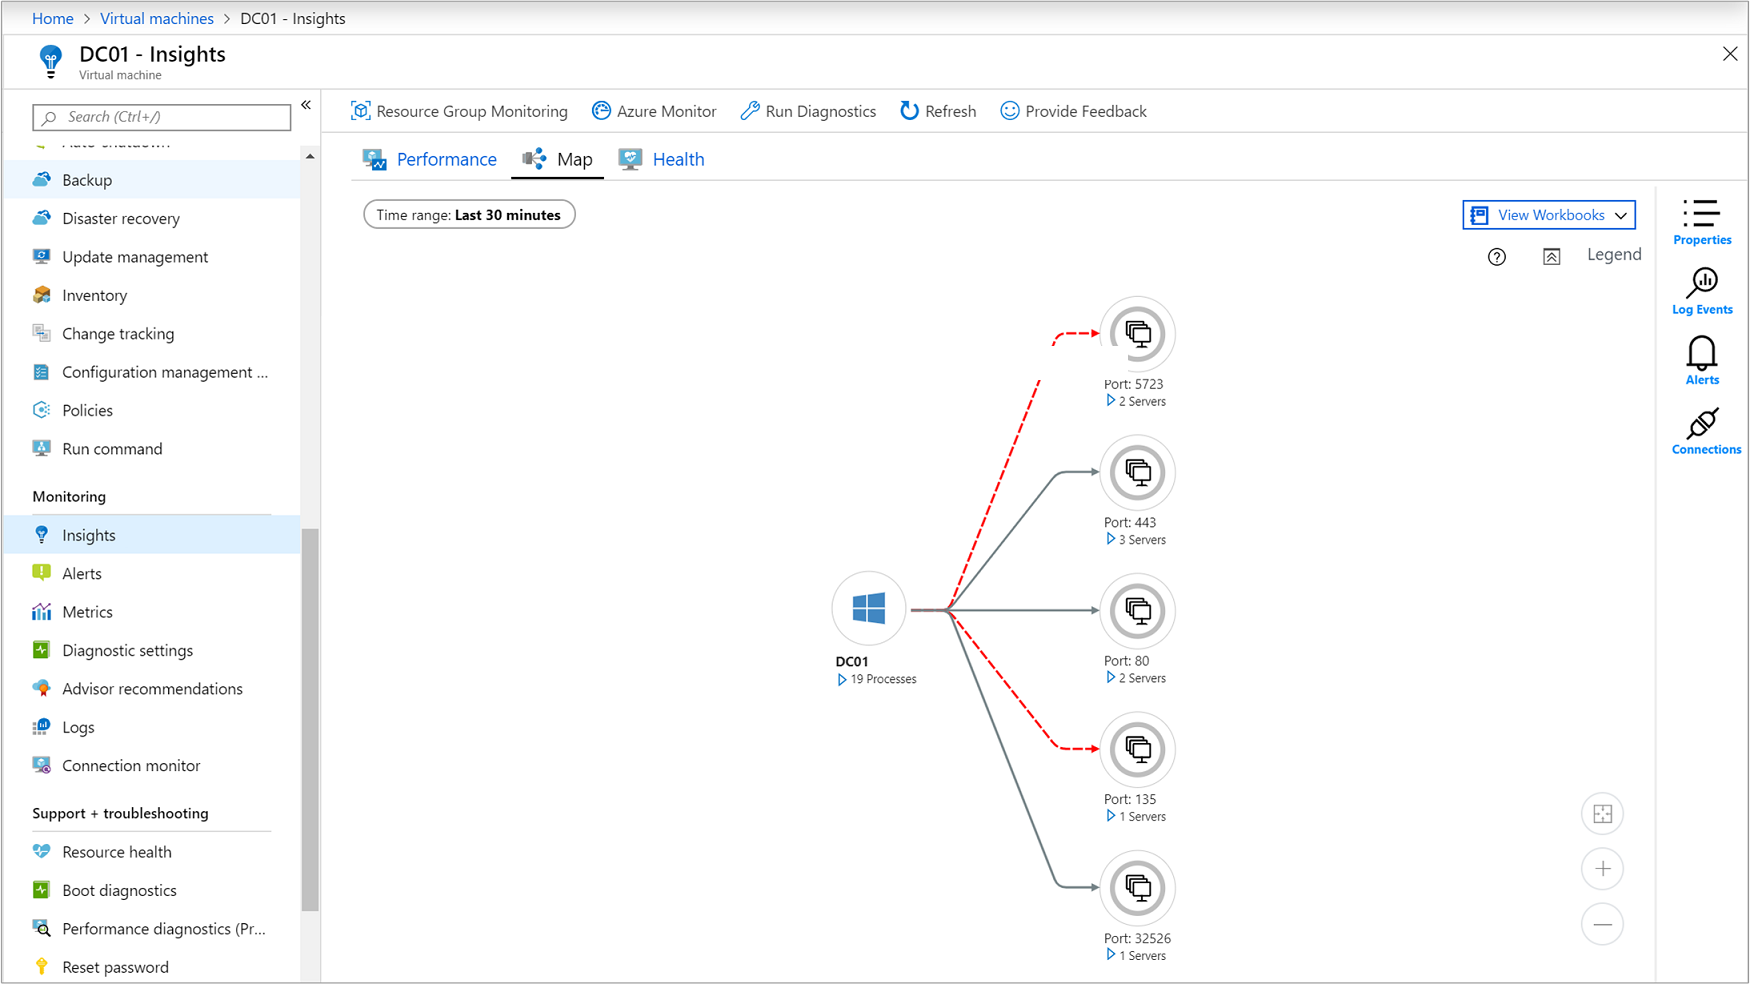 Home > Virtual machines > DC01 - Insights
DC01 - Insights
Virtual machine
Search (Ctrl+/)
«
Backup
Disaster recovery
Update management
Inventory
Change tracking
Configuration management ...
Policies
Run command
Monitoring
Insights
Alerts
Metrics
Diagnostic settings
Advisor recommendations
Logs
Connection monitor
Support + troubleshooting
Resource health
Boot diagnostics
Performance diagnostics (Pr...
Reset password
Resource Group Monitoring Azure Monitor Run Diagnostics Refresh Provide Feedback
Performance Map Health
Time range: Last 30 minutes
View Workbooks
Legend
Port: 5723
2 Servers
Port: 443
3 Servers
DC01
19 Processes
Port: 80
2 Servers
Port: 135
1 Servers
Port: 32526
1 Servers
Properties
Log Events
Alerts
Connections